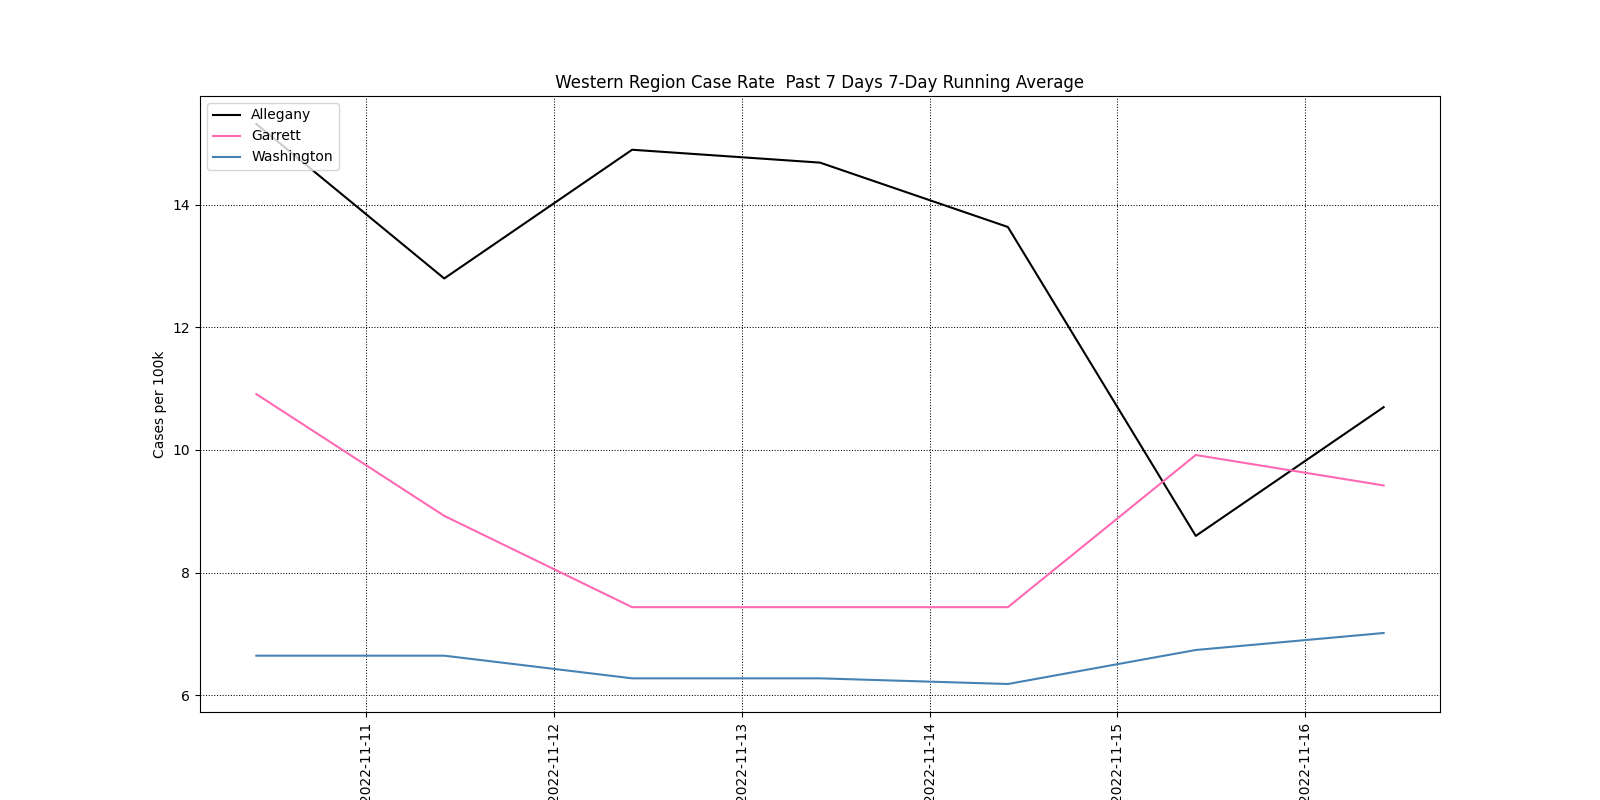 Western Region Case Rate  Past 7 Days 7-Day Running Average
Allegany
Garrett
Washington
Cases per 100k
14
12
10
8
6
2022-11-11
2022-11-12
2022-11-13
2022-11-14
2022-11-15
2022-11-16